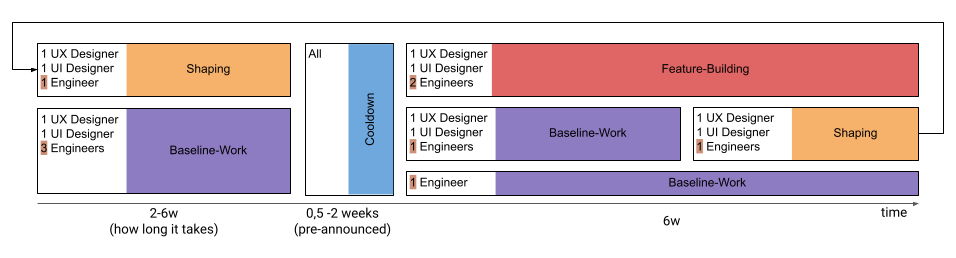 1 UX Designer
1 UI Designer
1 Engineer
Shaping
1 UX Designer
1 UI Designer
3 Engineers
Baseline-Work
All
Cooldown
1 UX Designer
1 UI Designer
2 Engineers
Feature-Building
1 UX Designer
1 UI Designer
1 Engineers
Baseline-Work
1 UX Designer
1 UI Designer
1 Engineers
Shaping
1 Engineer
Baseline-Work
2-6w
(how long it takes)
0,5 -2 weeks
(pre-announced)
6w
time